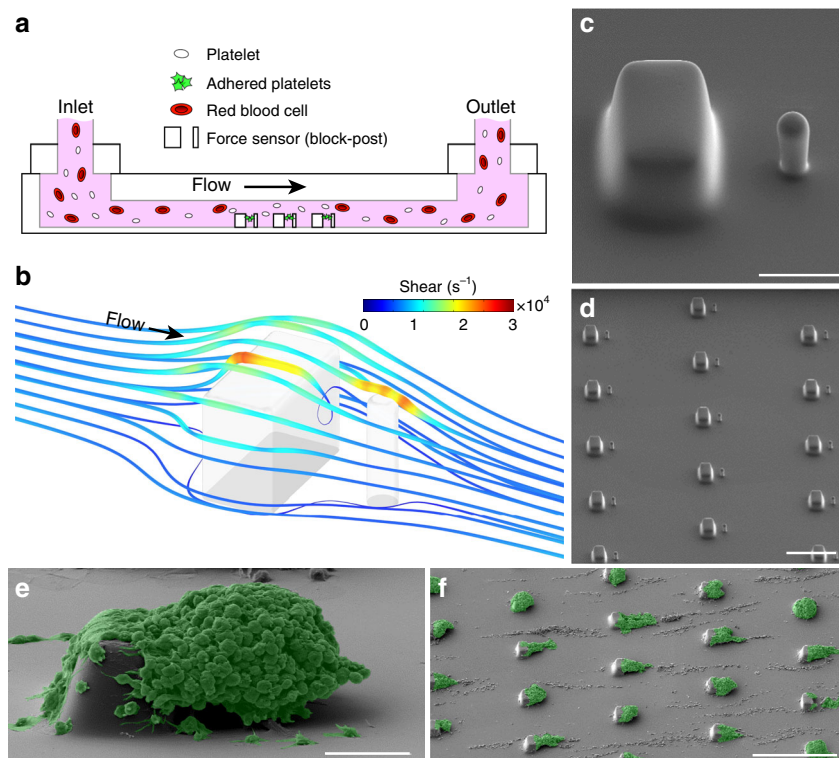 a
Platelet
Adhered platelets
Red blood cell
Force sensor (block-post)
Inlet
Outlet
Flow
b
Shear (s⁻¹)
×10⁴
0 1 2 3
Flow
c
d
e
f